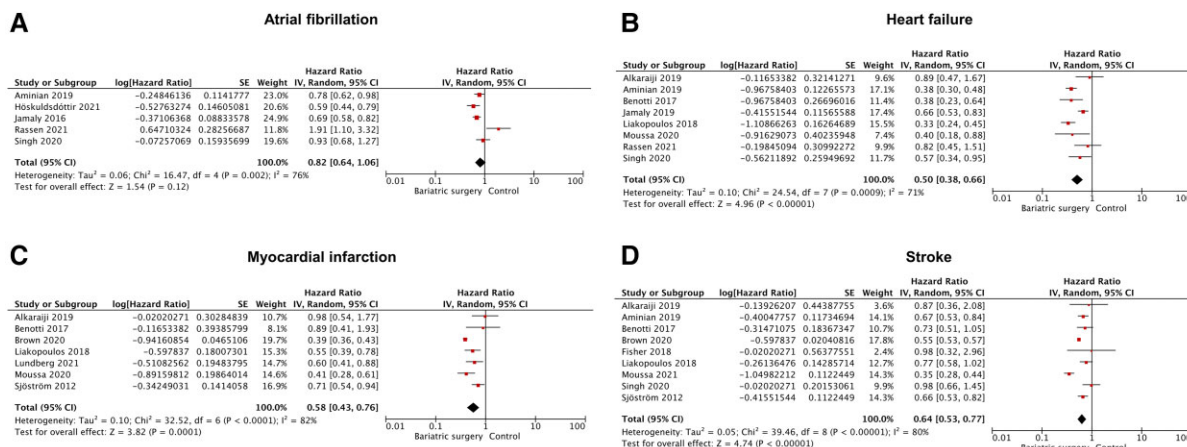 A
Atrial fibrillation
Hazard Ratio Hazard Ratio
Study or Subgroup log[Hazard Ratio] SE Weight IV, Random, 95% CI IV, Random, 95% CI
Aminian 2019 -0.24846136 0.1141777 23.0% 0.78 [0.62, 0.98]
Höskuldsdóttir 2021 -0.52763274 0.14605081 20.6% 0.59 [0.44, 0.79]
Jamaly 2016 -0.37106368 0.08833578 24.9% 0.69 [0.58, 0.82]
Rassen 2021 0.64710324 0.28256687 11.8% 1.91 [1.10, 3.32]
Singh 2020 -0.07257069 0.15935699 19.6% 0.93 [0.68, 1.27]
Total (95% CI) 100.0% 0.82 [0.64, 1.06]
Heterogeneity: Tau² = 0.06; Chi² = 16.47, df = 4 (P = 0.002); I² = 76%
Test for overall effect: Z = 1.54 (P = 0.12)
0.01 0.1 1 10 100
Bariatric surgery Control
B
Heart failure
Hazard Ratio Hazard Ratio
Study or Subgroup log[Hazard Ratio] SE Weight IV, Random, 95% CI IV, Random, 95% CI
Alkaraiji 2019 -0.11653382 0.32141271 9.6% 0.89 [0.47, 1.67]
Aminian 2019 -0.96758403 0.12265573 17.1% 0.38 [0.30, 0.48]
Benotti 2017 -0.96758403 0.26696016 11.4% 0.38 [0.23, 0.64]
Jamaly 2019 -0.41551544 0.11565588 17.4% 0.66 [0.53, 0.83]
Liakopoulos 2018 -1.10866263 0.16264689 15.5% 0.33 [0.24, 0.45]
Moussa 2020 -0.91629073 0.40235948 7.4% 0.40 [0.18, 0.88]
Rassen 2021 -0.19845094 0.30992272 9.9% 0.82 [0.45, 1.51]
Singh 2020 -0.56211892 0.25949692 11.7% 0.57 [0.34, 0.95]
Total (95% CI) 100.0% 0.50 [0.38, 0.66]
Heterogeneity: Tau² = 0.10; Chi² = 24.54, df = 7 (P = 0.0009); I² = 71%
Test for overall effect: Z = 4.96 (P < 0.00001)
0.01 0.1 1 10 100
Bariatric surgery Control
C
Myocardial infarction
Hazard Ratio Hazard Ratio
Study or Subgroup log[Hazard Ratio] SE Weight IV, Random, 95% CI IV, Random, 95% CI
Alkaraiji 2019 -0.02020271 0.30284839 10.7% 0.98 [0.54, 1.77]
Benotti 2017 -0.11653382 0.39385799 8.1% 0.89 [0.41, 1.93]
Brown 2020 -0.94160854 0.0465106 19.7% 0.39 [0.36, 0.43]
Liakopoulos 2018 -0.597837 0.18007301 15.3% 0.55 [0.39, 0.78]
Lundberg 2021 -0.51082562 0.19483795 14.7% 0.60 [0.41, 0.88]
Moussa 2020 -0.89159812 0.19864014 14.6% 0.41 [0.28, 0.61]
Sjöström 2012 -0.34249031 0.1414058 16.9% 0.71 [0.54, 0.94]
Total (95% CI) 100.0% 0.58 [0.43, 0.76]
Heterogeneity: Tau² = 0.10; Chi² = 32.52, df = 6 (P < 0.0001); I² = 82%
Test for overall effect: Z = 3.82 (P = 0.0001)
0.01 0.1 1 10 100
Bariatric surgery Control
D
Stroke
Hazard Ratio Hazard Ratio
Study or Subgroup log[Hazard Ratio] SE Weight IV, Random, 95% CI IV, Random, 95% CI
Alkaraiji 2019 -0.13926207 0.44387755 3.6% 0.87 [0.36, 2.08]
Aminian 2019 -0.40047757 0.11734694 14.1% 0.67 [0.53, 0.84]
Benotti 2017 -0.31471075 0.18367347 10.7% 0.73 [0.51, 1.05]
Brown 2020 -0.597837 0.02040816 17.8% 0.55 [0.53, 0.57]
Fisher 2018 -0.02020271 0.56377551 2.4% 0.98 [0.32, 2.96]
Liakopoulos 2018 -0.26136476 0.14285714 12.8% 0.77 [0.58, 1.02]
Moussa 2021 -1.04982212 0.1122449 14.3% 0.35 [0.28, 0.44]
Singh 2020 -0.02020271 0.20153061 9.9% 0.98 [0.66, 1.45]
Sjöström 2012 -0.41551544 0.1122449 14.3% 0.66 [0.53, 0.82]
Total (95% CI) 100.0% 0.64 [0.53, 0.77]
Heterogeneity: Tau² = 0.05; Chi² = 39.46, df = 8 (P < 0.00001); I² = 80%
Test for overall effect: Z = 4.74 (P < 0.00001)
0.01 0.1 1 10 100
Bariatric surgery Control